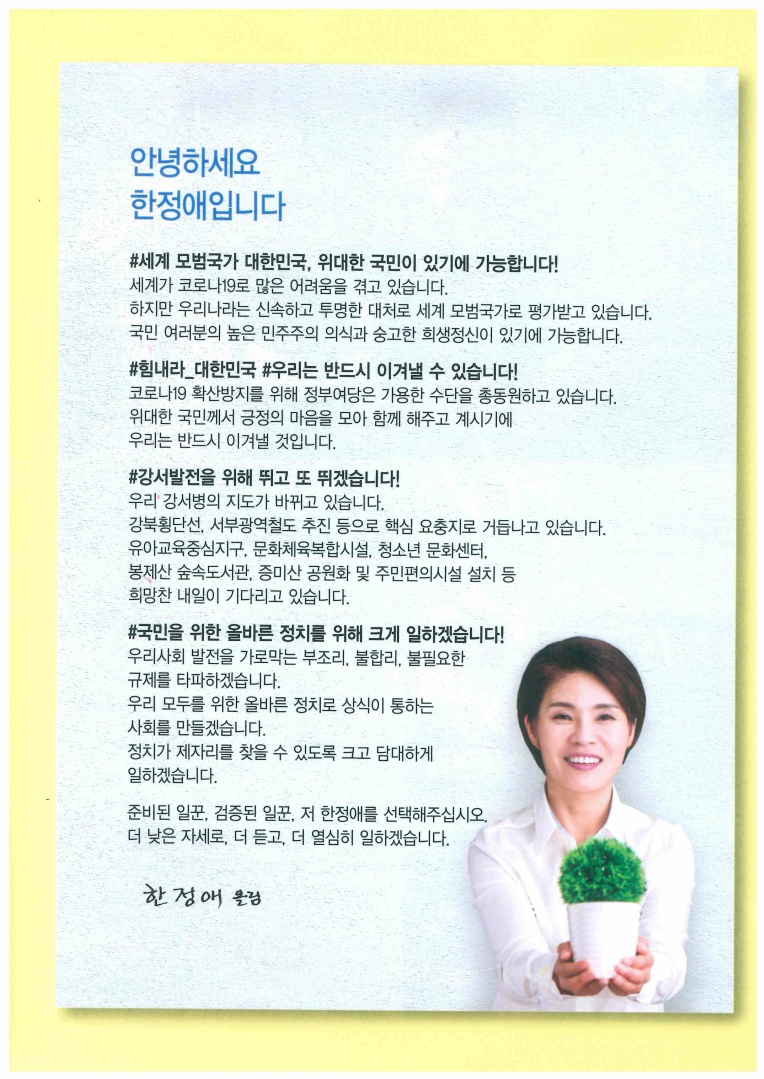 안녕하세요
한정애입니다
#세계 모범국가 대한민국, 위대한 국민이 있기에 가능합니다!
세계가 코로나19로 많은 어려움을 겪고 있습니다.
하지만 우리나라는 신속하고 투명한 대처로 세계 모범국가로 평가받고 있습니다.
국민 여러분의 높은 민주주의 의식과 숭고한 희생정신이 있기에 가능합니다.
#힘내라_대한민국 #우리는 반드시 이겨낼 수 있습니다!
코로나19 확산방지를 위해 정부여당은 가용한 수단을 총동원하고 있습니다.
위대한 국민께서 긍정의 마음을 모아 함께 해주고 계시기에
우리는 반드시 이겨낼 것입니다.
#강서발전을 위해 뛰고 또 뛰겠습니다!
우리 강서병의 지도가 바뀌고 있습니다.
강북횡단선, 서부광역철도 추진 등으로 핵심 요충지로 거듭나고 있습니다.
유아교육중심지구, 문화체육복합시설, 청소년 문화센터,
봉제산 숲속도서관, 증미산 공원화 및 주민편의시설 설치 등
희망찬 내일이 기다리고 있습니다.
#국민을 위한 올바른 정치를 위해 크게 일하겠습니다!
우리사회 발전을 가로막는 부조리, 불합리, 불필요한
규제를 타파하겠습니다.
우리 모두를 위한 올바른 정치로 상식이 통하는
사회를 만들겠습니다.
정치가 제자리를 찾을 수 있도록 크고 담대하게
일하겠습니다.
준비된 일꾼, 검증된 일꾼, 저 한정애를 선택해주십시오.
더 낮은 자세로, 더 듣고, 더 열심히 일하겠습니다.
한정애 올림